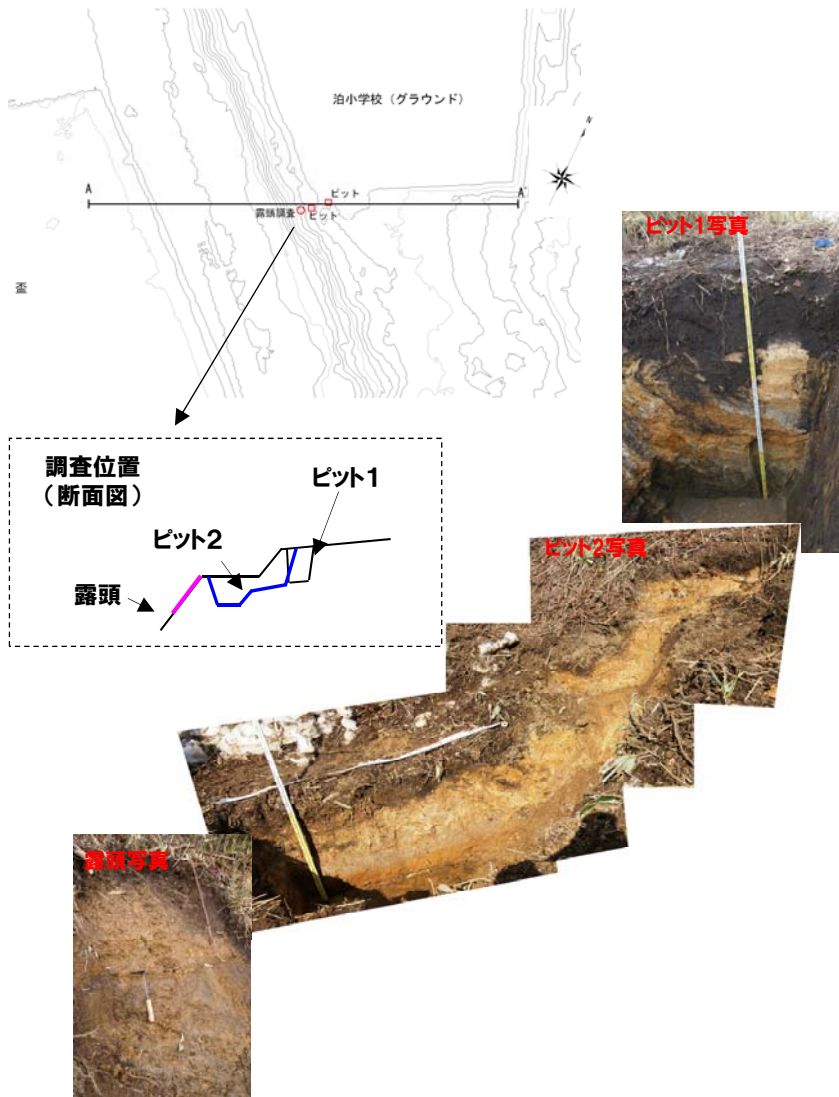 泊小学校（グラウンド）
N
A
A'
ピット
露頭調査
ピット
盃
ピット1写真
調査位置
（断面図）
ピット1
ピット2
露頭
ピット2写真
露頭写真